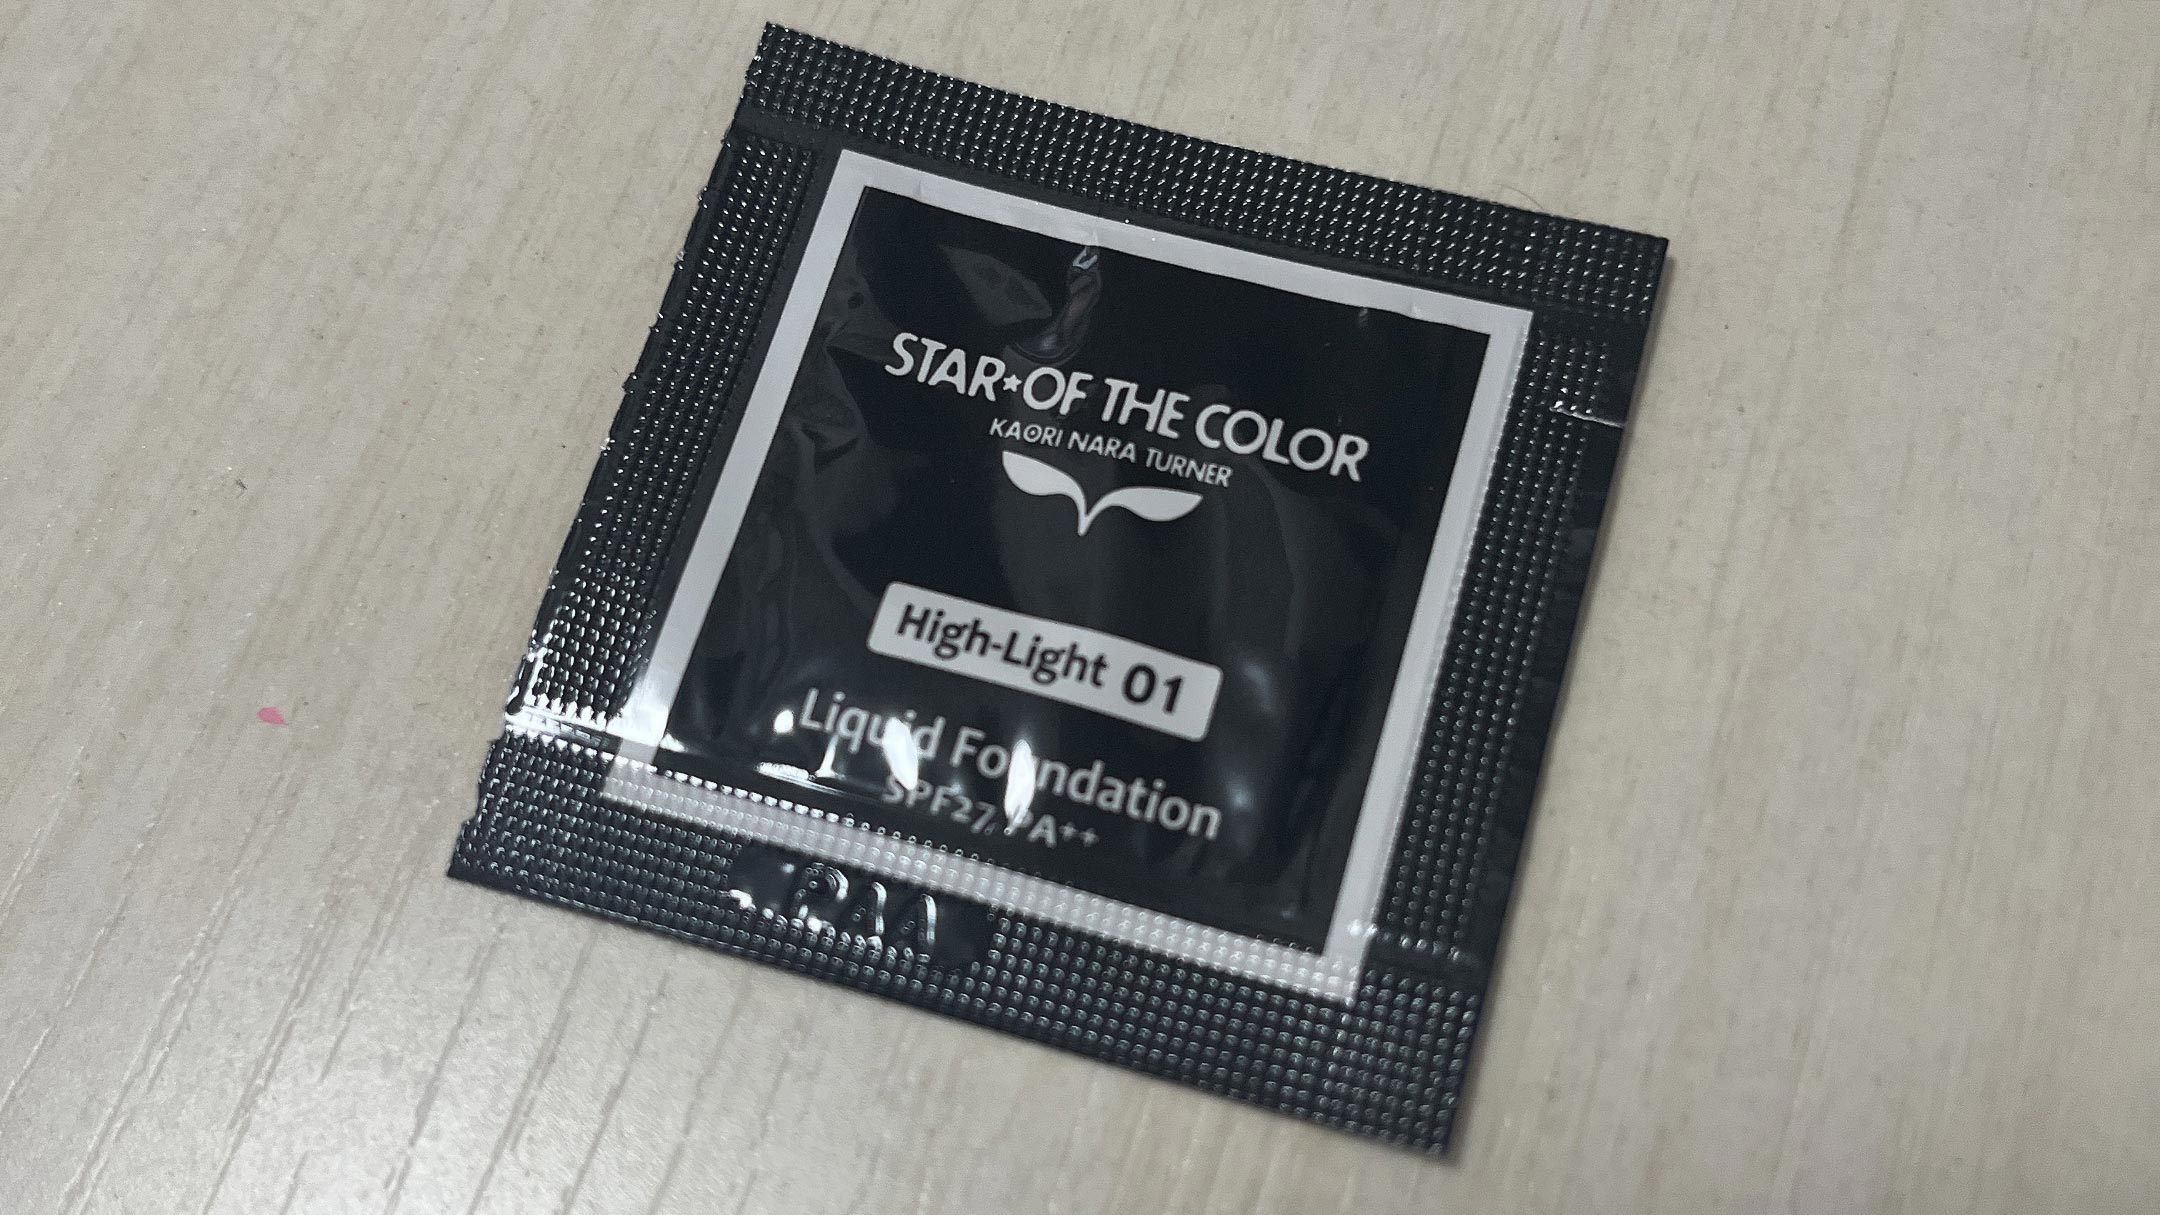 STAR★OF THE COLOR
KAORI NARA TURNER
High-Light 01
Liquid Foundation
SPF27, PA++